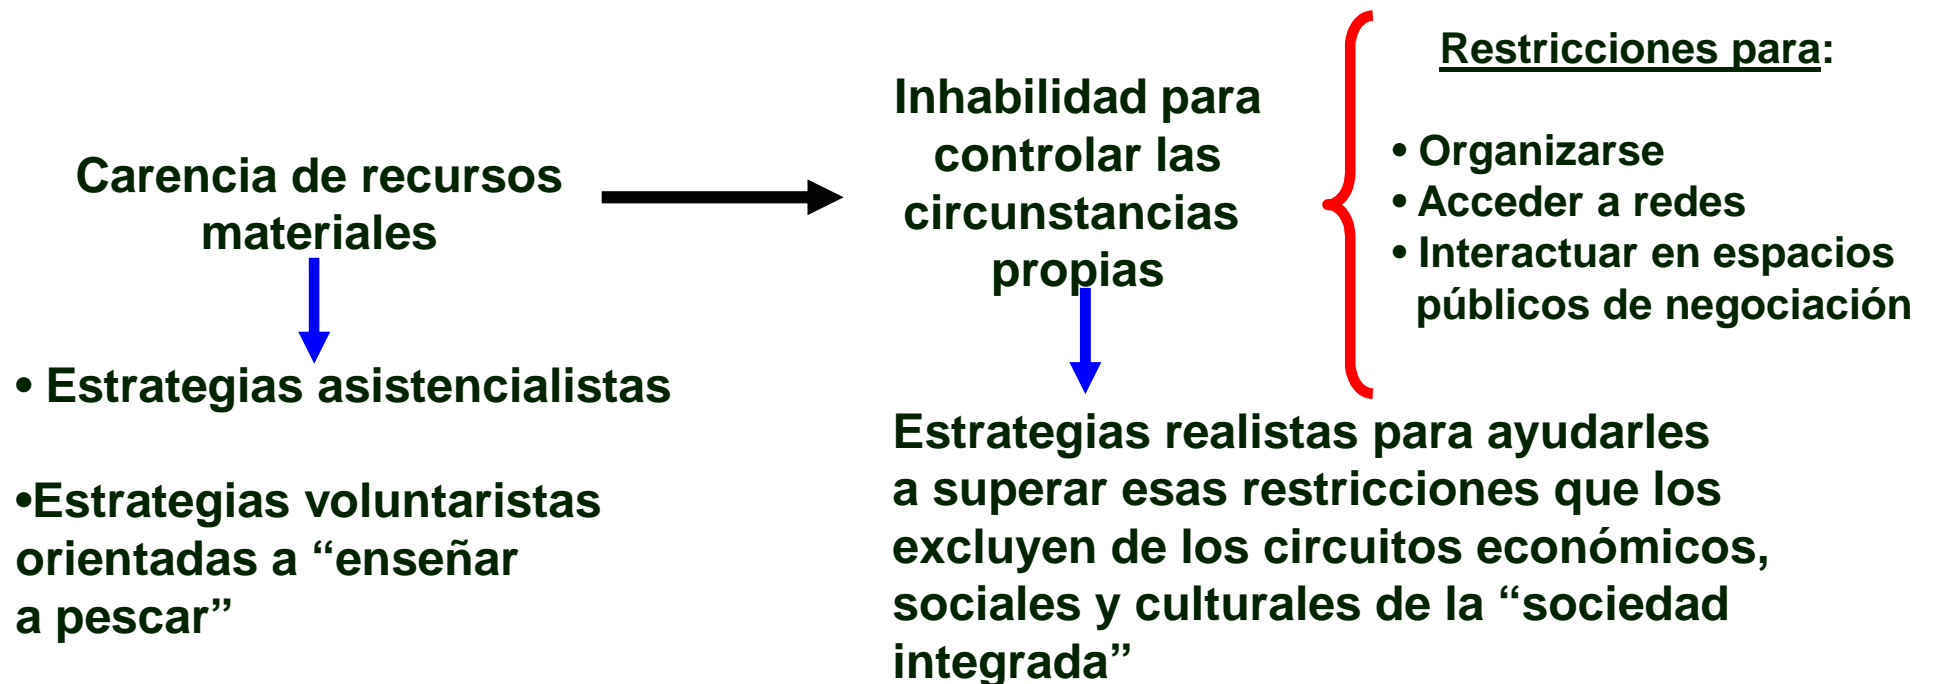 Carencia de recursos
materiales
• Estrategias asistencialistas
•Estrategias voluntaristas
orientadas a “enseñar
a pescar”
Inhabilidad para
controlar las
circunstancias
propias
Restricciones para:
• Organizarse
• Acceder a redes
• Interactuar en espacios
públicos de negociación
Estrategias realistas para ayudarles
a superar esas restricciones que los
excluyen de los circuitos económicos,
sociales y culturales de la “sociedad
integrada”